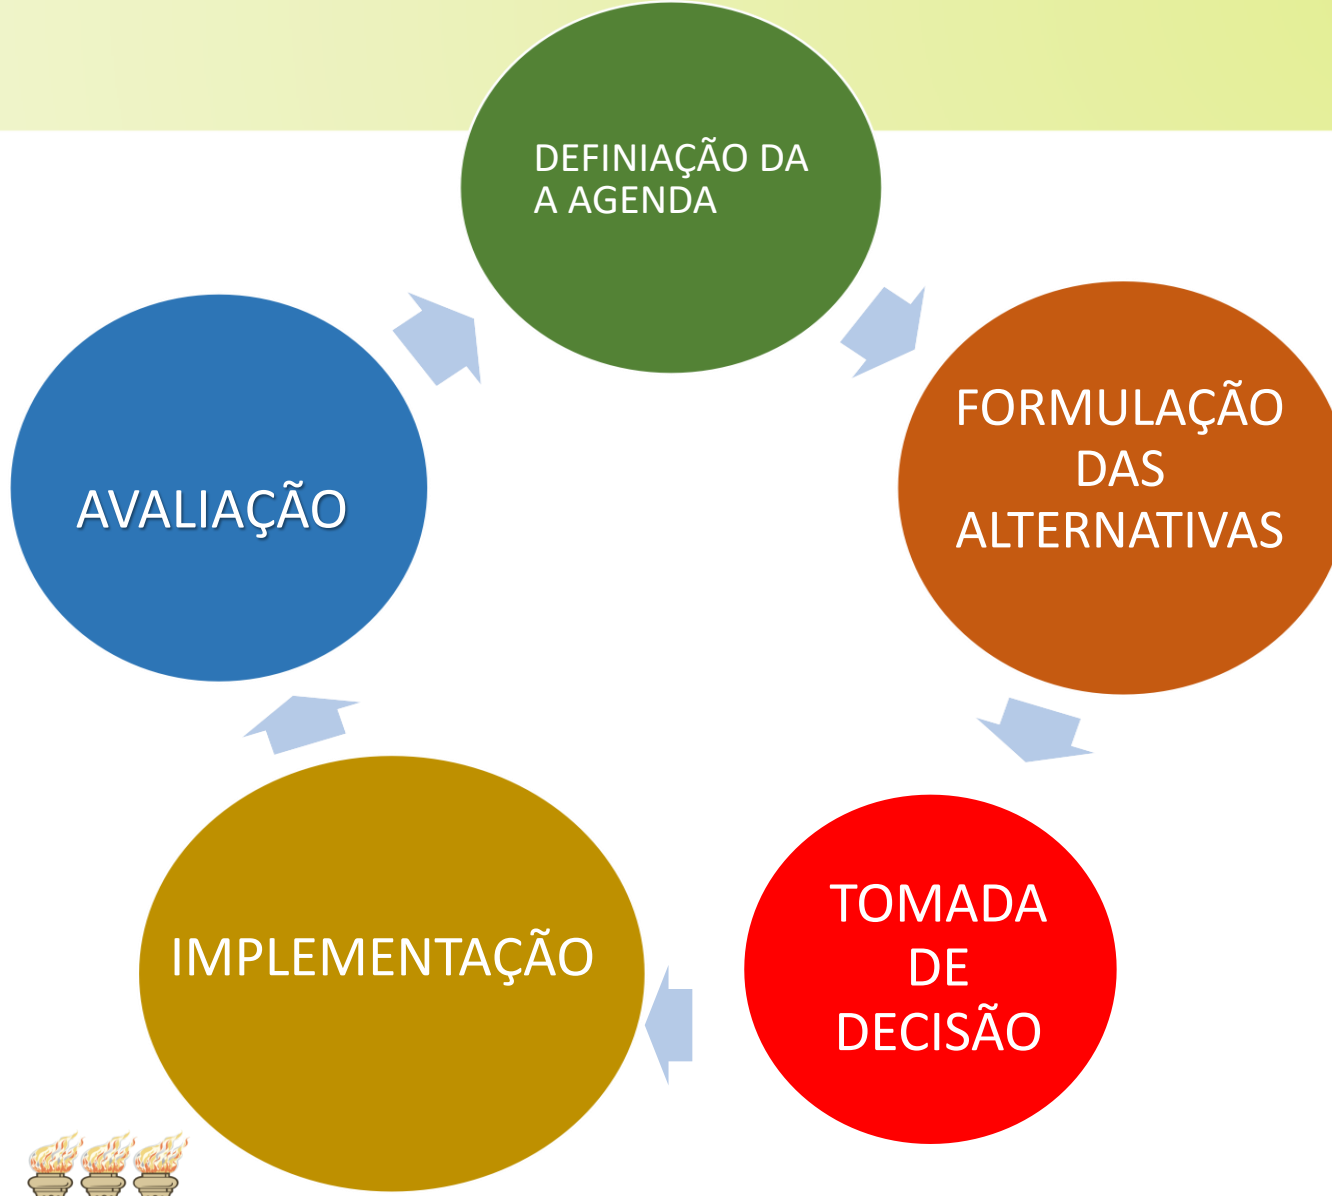 DEFINIAÇÃO DA
A AGENDA
FORMULAÇÃO
DAS
ALTERNATIVAS
TOMADA
DE
DECISÃO
IMPLEMENTAÇÃO
AVALIAÇÃO